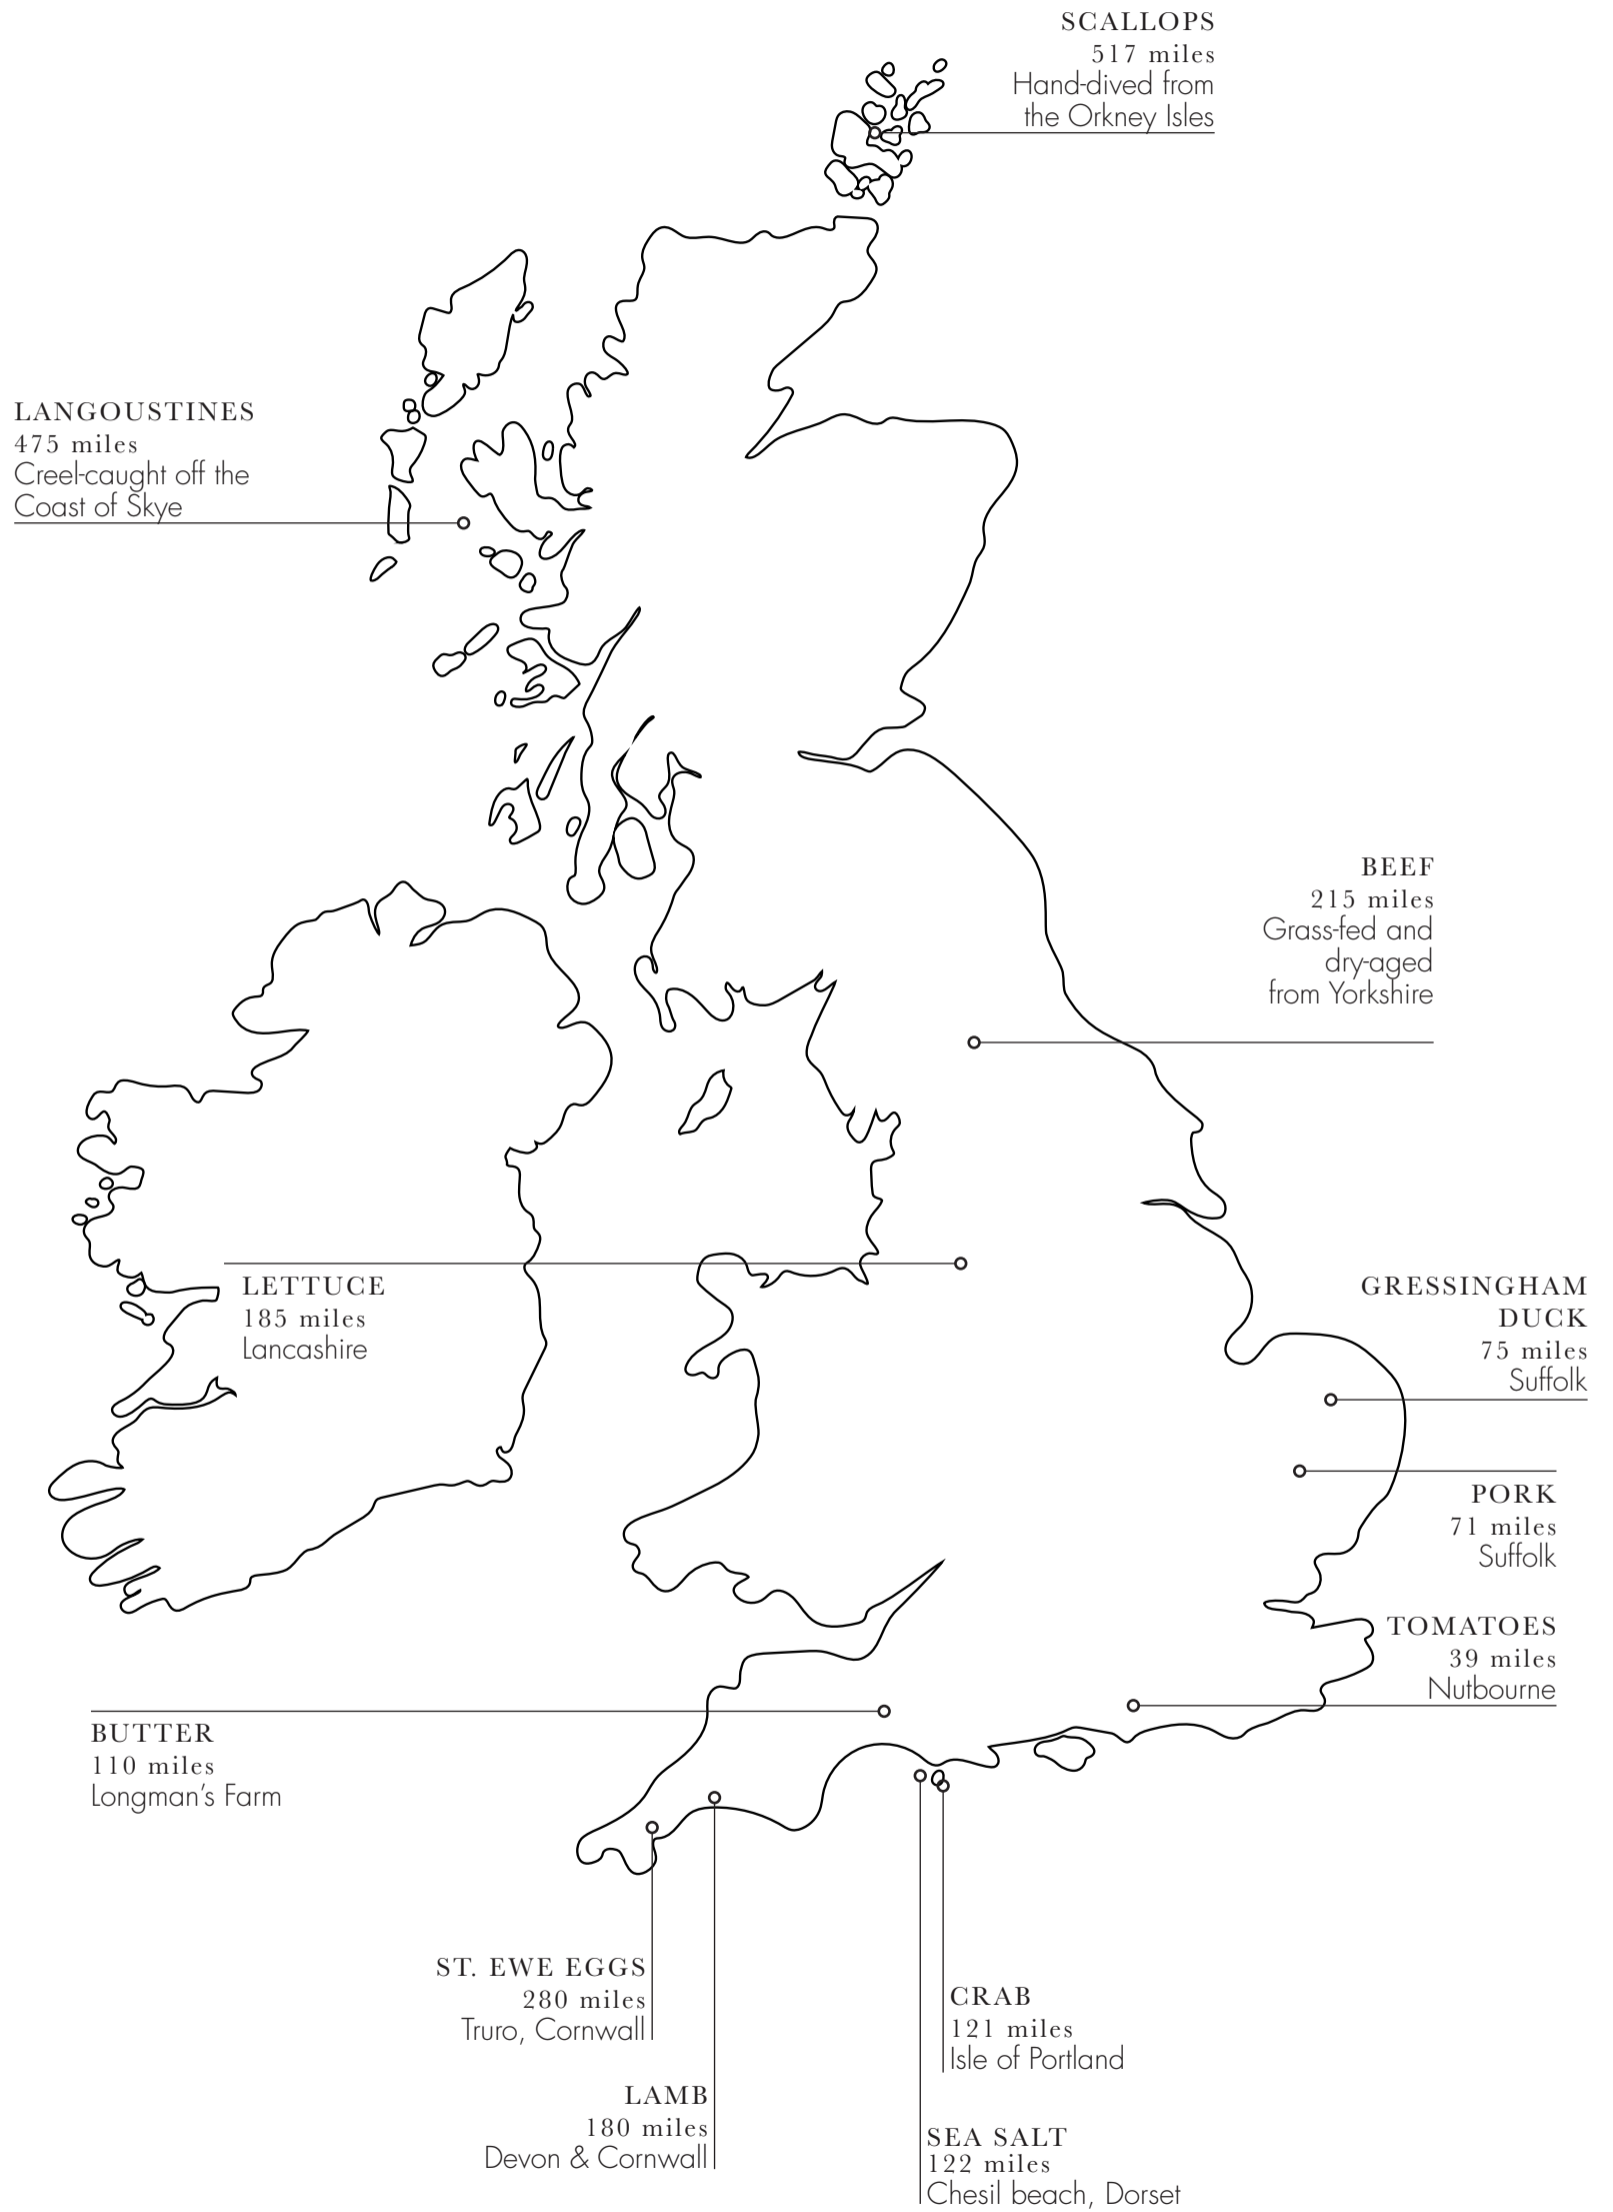 SCALLOPS
517 miles
Hand-dived from
the Orkney Isles
LANGOUSTINES
475 miles
Creel-caught off the
Coast of Skye
BEEF
215 miles
Grass-fed and
dry-aged
from Yorkshire
LETTUCE
185 miles
Lancashire
GRESSINGHAM
DUCK
75 miles
Suffolk
PORK
71 miles
Suffolk
TOMATOES
39 miles
Nutbourne
BUTTER
110 miles
Longman’s Farm
ST. EWE EGGS
280 miles
Truro, Cornwall
CRAB
121 miles
Isle of Portland
LAMB
180 miles
Devon & Cornwall
SEA SALT
122 miles
Chesil beach, Dorset